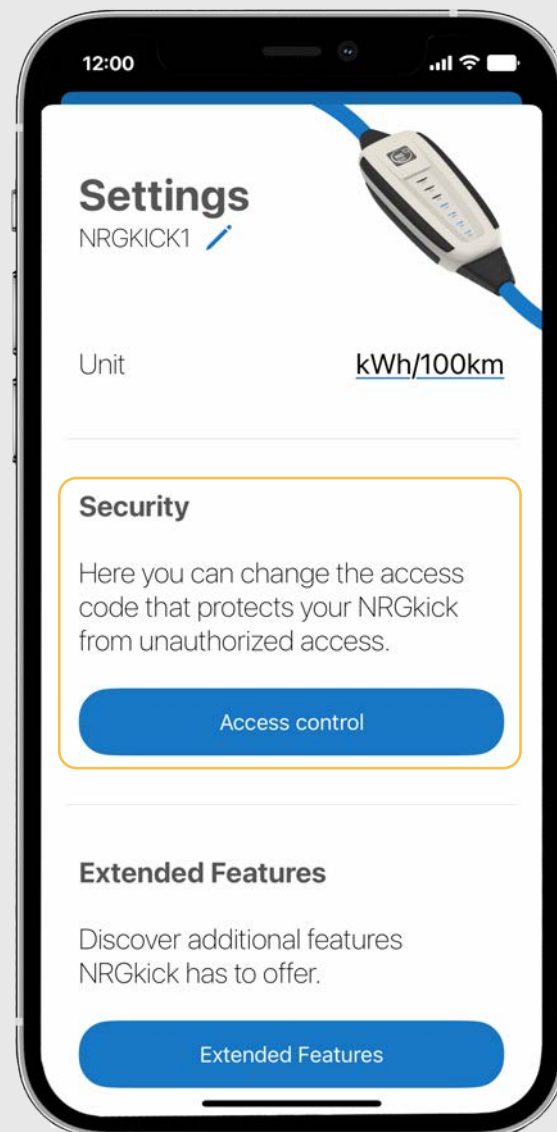 12:00
Settings
NRGKICK1
Unit
kWh/100km
Security
Here you can change the access
code that protects your NRGkick
from unauthorized access.
Access control
Extended Features
Discover additional features
NRGkick has to offer.
Extended Features